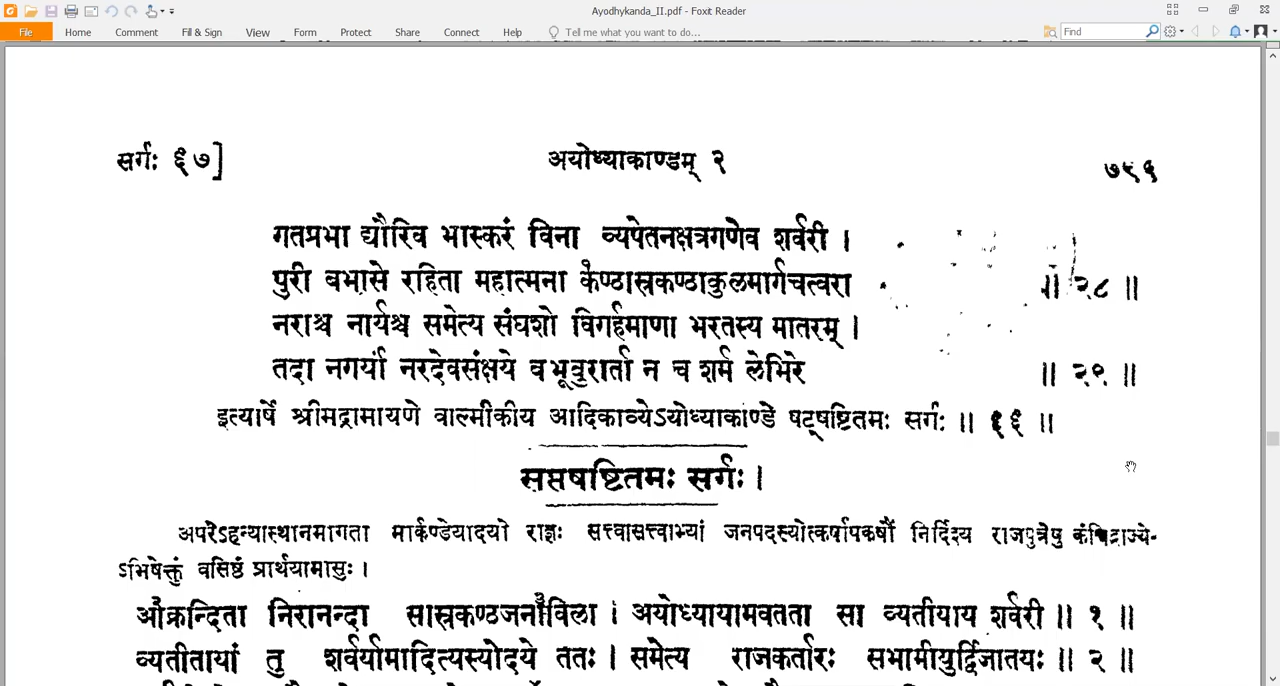 Ayodhykanda_II.pdf - Foxit Reader
File Home Comment Fill & Sign View Form Protect Share Connect Help Tell me what you want to do... Find
सर्गः ६७] अयोध्याकाण्डम् २ ७९५
गतप्रभा द्यौरिव भास्करं विना व्यपेतनक्षत्रगणेव शर्वरी ।
पुरी बभासे रहिता महात्मना कण्ठास्रकण्ठाकुलमार्गचत्वरा ॥ २८ ॥
नराश्च नार्यश्च समेत्य संघशो विगर्हमाणा भरतस्य मातरम् ।
तदा नगर्यां नरदेवसंक्षये बभूवुरार्ता न च शर्म लेभिरे ॥ २९ ॥
इत्यार्षे श्रीमद्रामायणे वाल्मीकीय आदिकाव्येऽयोध्याकाण्डे षट्षष्टितमः सर्गः ॥ ६६ ॥
सप्तषष्टितमः सर्गः ।
अपरेऽहन्यास्थानमागता मार्कण्डेयादयो राज्ञः सत्त्वासत्त्वाभ्यां जनपदस्योत्कर्षापकर्षौ निर्दिश्य राजपुत्रेषु कंचिद्राज्ये-
ऽभिषेक्तुं वसिष्ठं प्रार्थयामासुः ।
आक्रन्दिता निरानन्दा सास्रकण्ठजनाविला । अयोध्यायामवतता सा व्यतीयाय शर्वरी ॥ १ ॥
व्यतीतायां तु शर्वर्यामादित्यस्योदये ततः । समेत्य राजकर्तारः सभामीयुर्द्विजातयः ॥ २ ॥